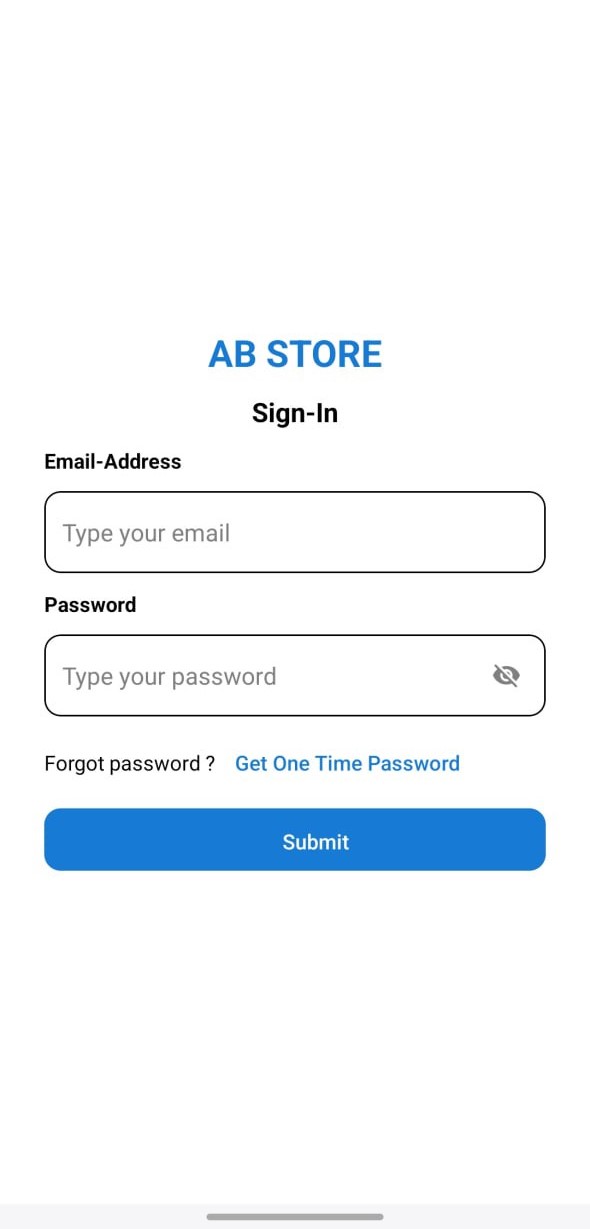 AB STORE
Sign-In
Email-Address
Type your email
Password
Type your password
Forgot password ? Get One Time Password
Submit